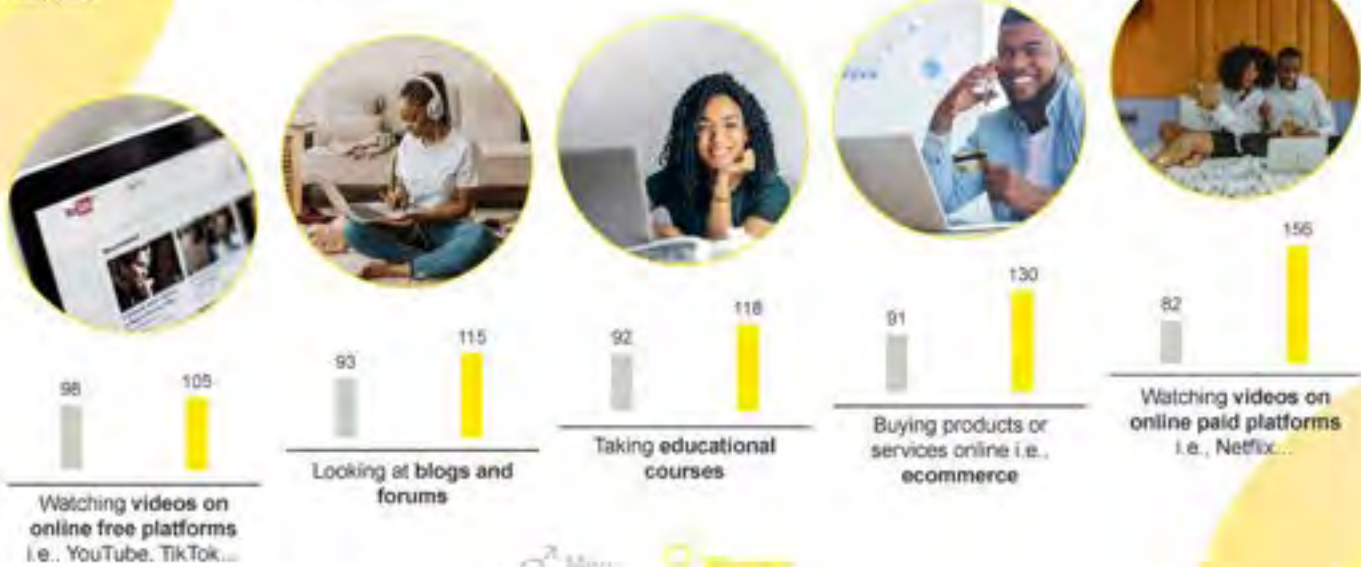 98
105
Watching videos on
online free platforms
i.e., YouTube, TikTok...
93
115
Looking at blogs and
forums
92
118
Taking educational
courses
91
130
Buying products or
services online i.e.,
ecommerce
82
156
Watching videos on
online paid platforms
i.e., Netflix...